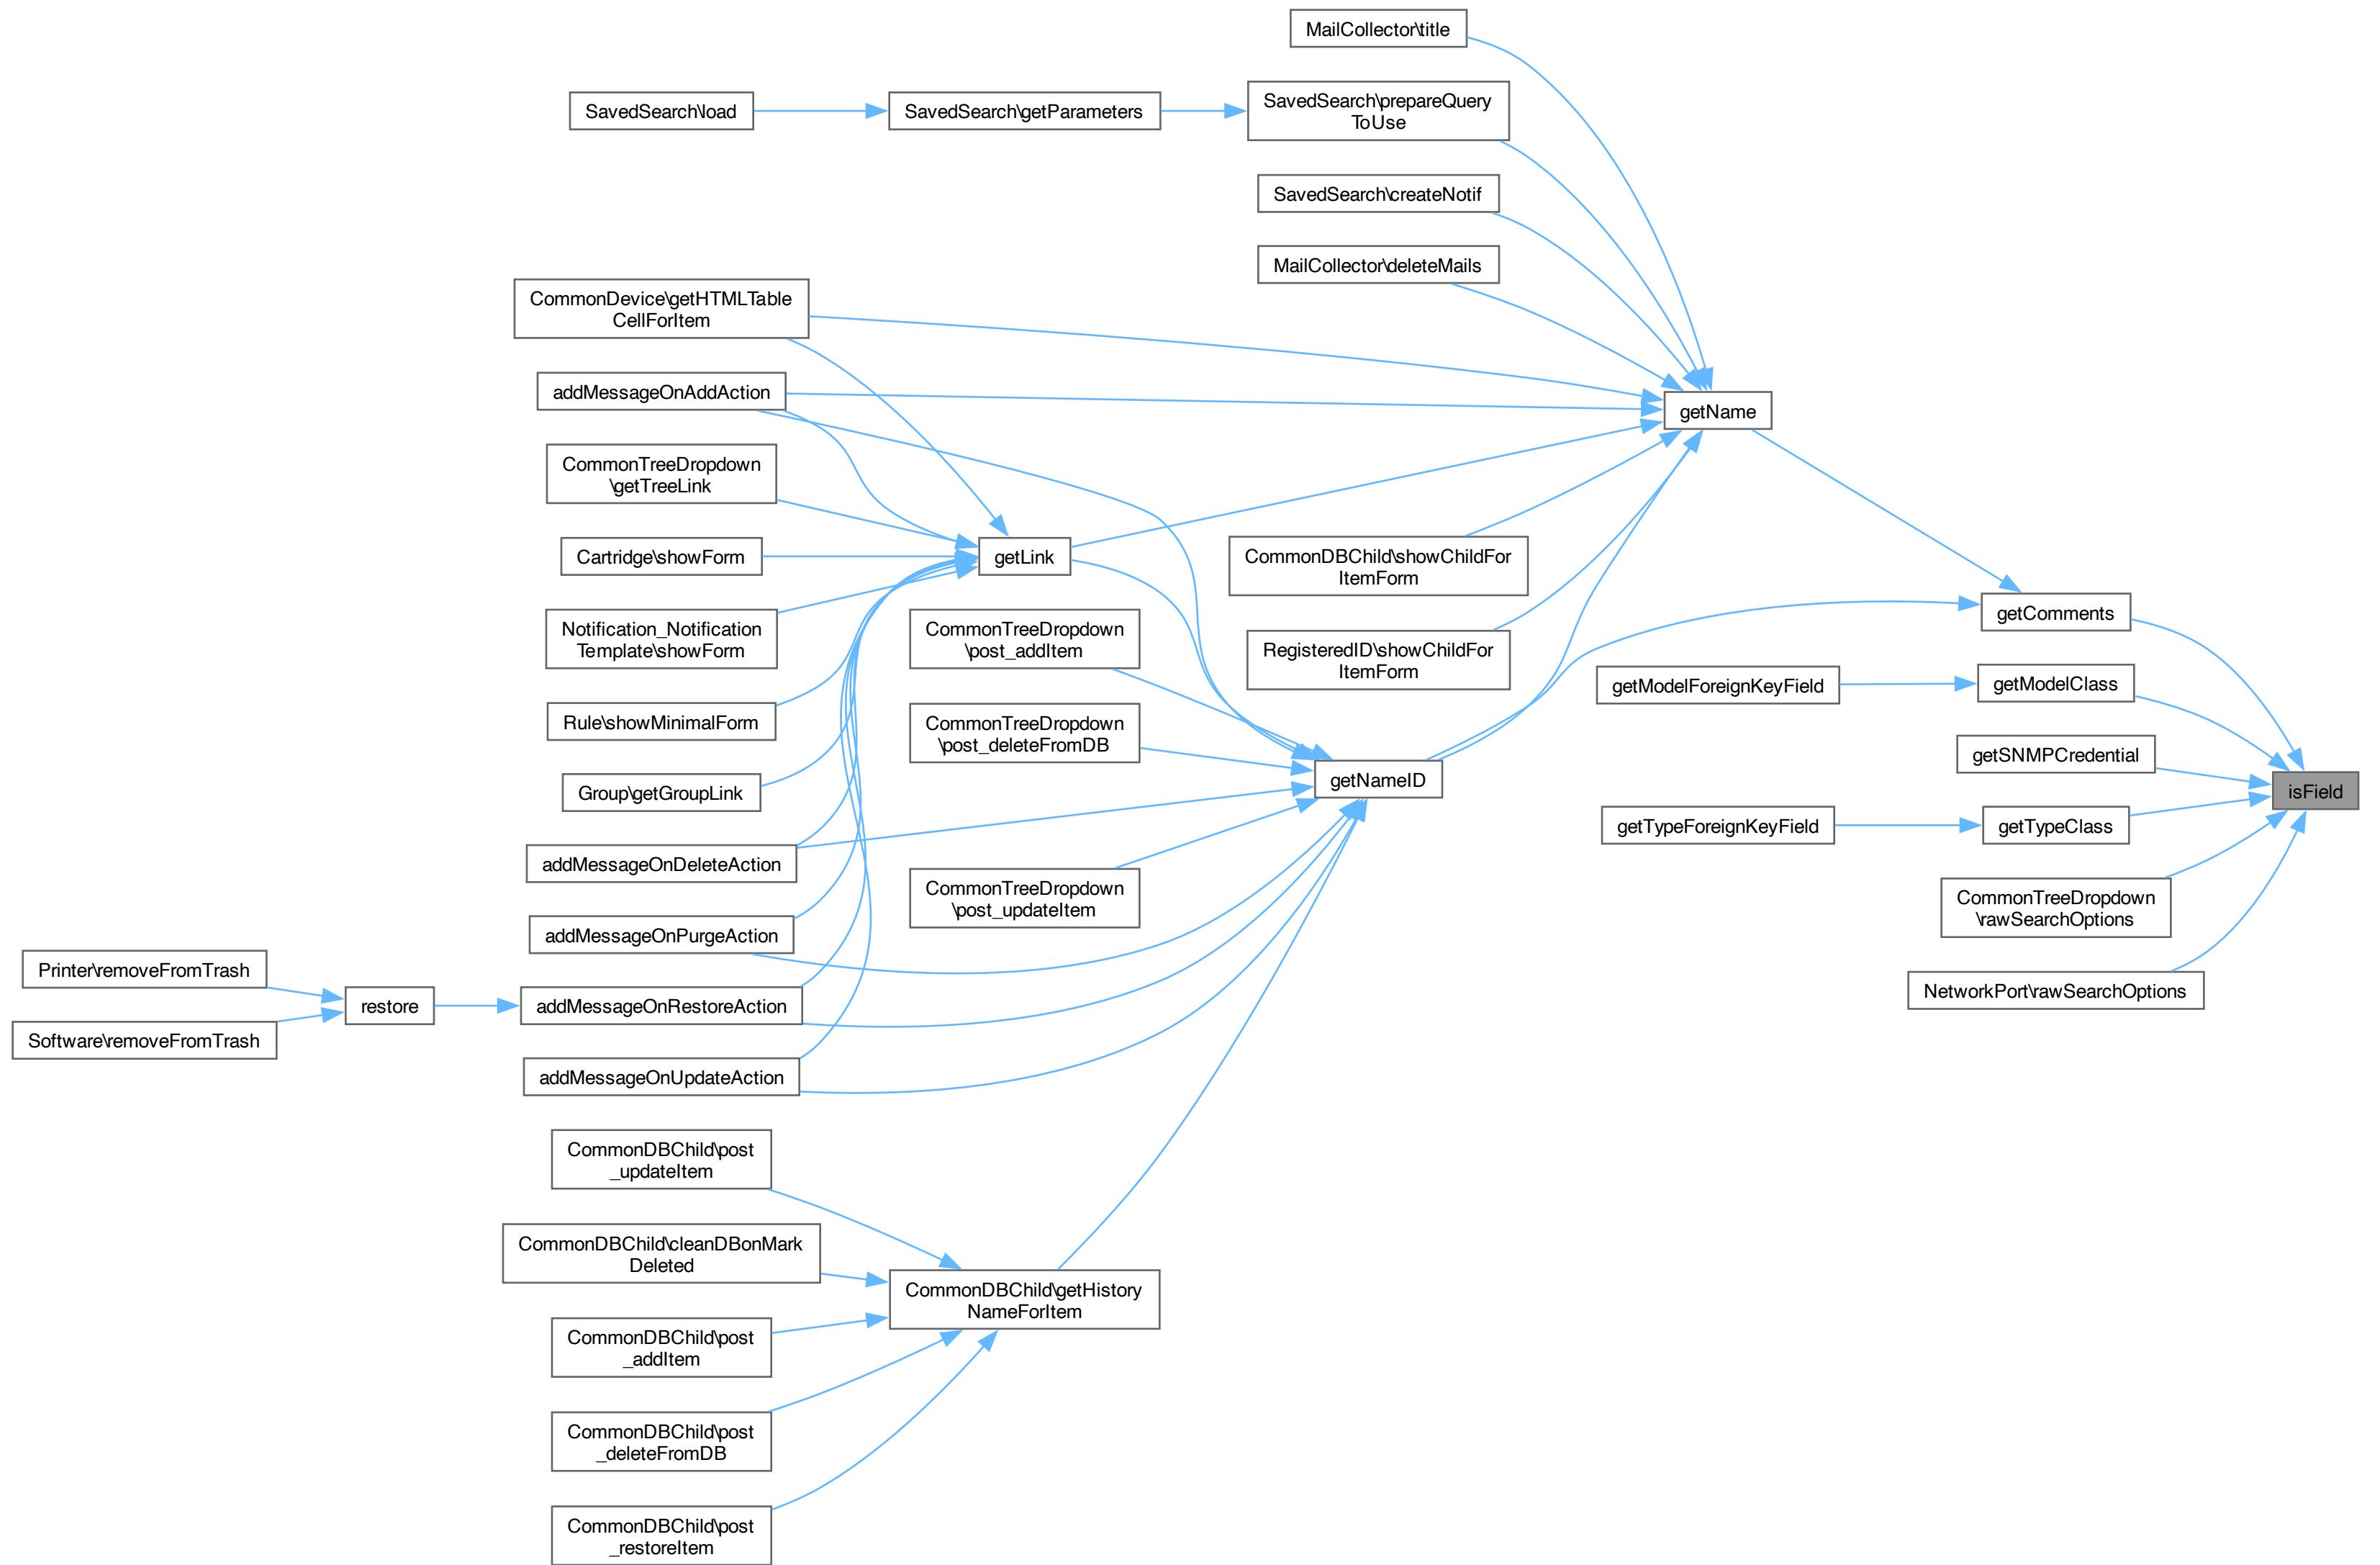 MailCollector\title
SavedSearch\load
SavedSearch\getParameters
SavedSearch\prepareQuery
ToUse
SavedSearch\createNotif
MailCollector\deleteMails
CommonDevice\getHTMLTable
CellForItem
addMessageOnAddAction
getName
CommonTreeDropdown
\getTreeLink
Cartridge\showForm
getLink
CommonDBChild\showChildFor
ItemForm
getComments
Notification_Notification
Template\showForm
CommonTreeDropdown
\post_addItem
RegisteredID\showChildFor
ItemForm
getModelForeignKeyField
getModelClass
Rule\showMinimalForm
CommonTreeDropdown
\post_deleteFromDB
getSNMPCredential
Group\getGroupLink
getNameID
isField
getTypeForeignKeyField
getTypeClass
addMessageOnDeleteAction
CommonTreeDropdown
\post_updateItem
CommonTreeDropdown
\rawSearchOptions
addMessageOnPurgeAction
Printer\removeFromTrash
restore
addMessageOnRestoreAction
NetworkPort\rawSearchOptions
Software\removeFromTrash
addMessageOnUpdateAction
CommonDBChild\post
_updateItem
CommonDBChild\cleanDBonMark
Deleted
CommonDBChild\getHistory
NameForItem
CommonDBChild\post
_addItem
CommonDBChild\post
_deleteFromDB
CommonDBChild\post
_restoreItem